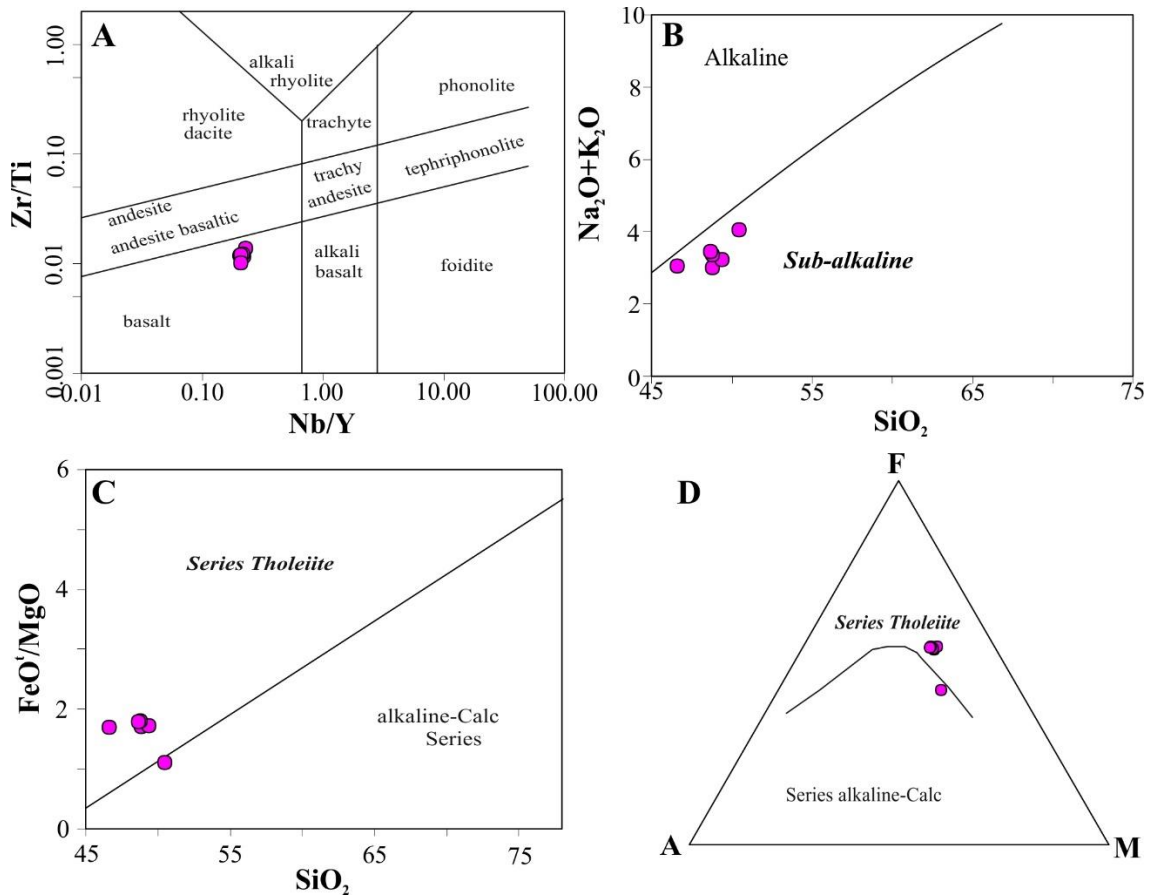 A
1.00
0.10
0.01
0.001
Zr/Ti
alkali
rhyolite
phonolite
rhyolite
dacite
trachyte
trachy
andesite
tephriphonolite
andesite
andesite basaltic
alkali
basalt
foidite
basalt
0.01
0.10
1.00
10.00
100.00
Nb/Y
B
10
8
6
4
2
0
Na₂O+K₂O
Alkaline
Sub-alkaline
45
55
65
75
SiO₂
C
6
4
2
0
FeOᵗ/MgO
Series Tholeiite
alkaline-Calc
Series
45
55
65
75
SiO₂
D
F
Series Tholeiite
Series alkaline-Calc
A
M